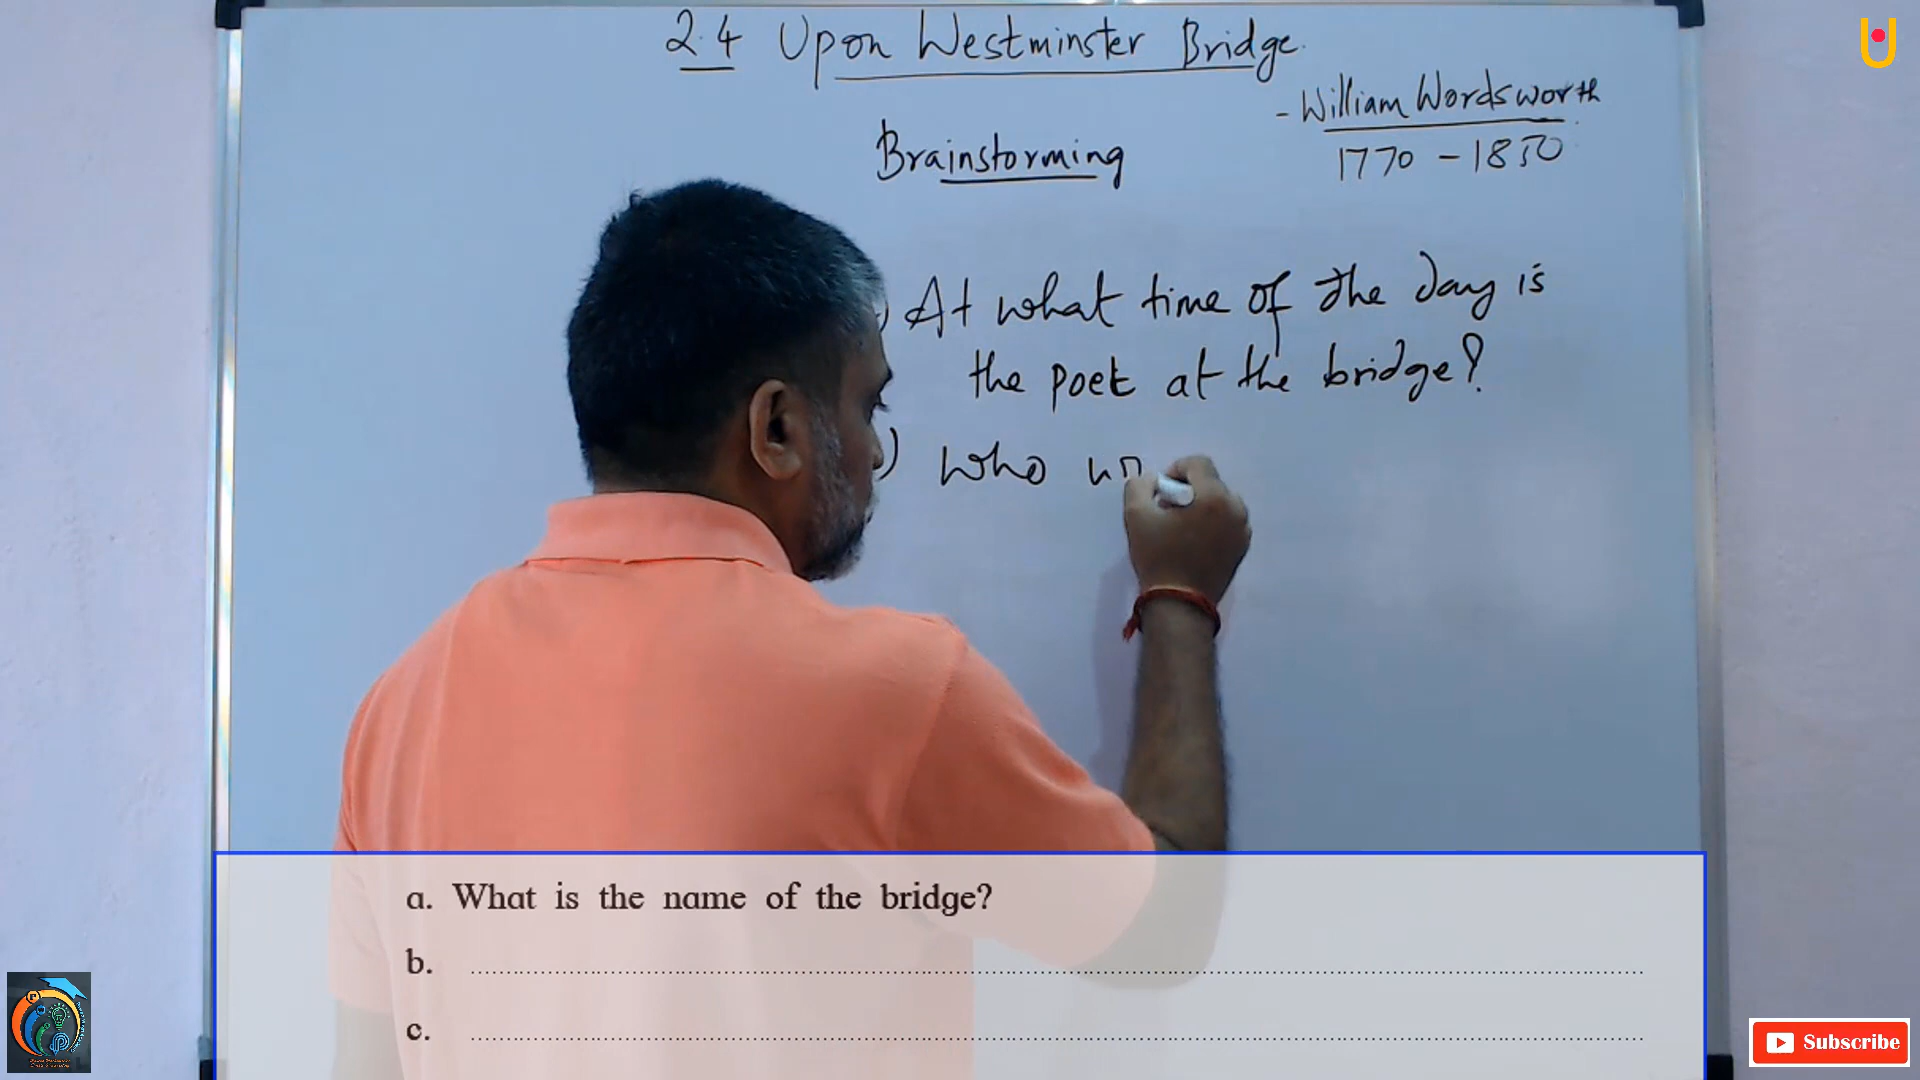 2.4 Upon Westminster Bridge.
- William Wordsworth
1770 - 1850
Brainstorming
) At what time of the day is
the poet at the bridge?
) Who
a. What is the name of the bridge?
b.
c.
Subscribe